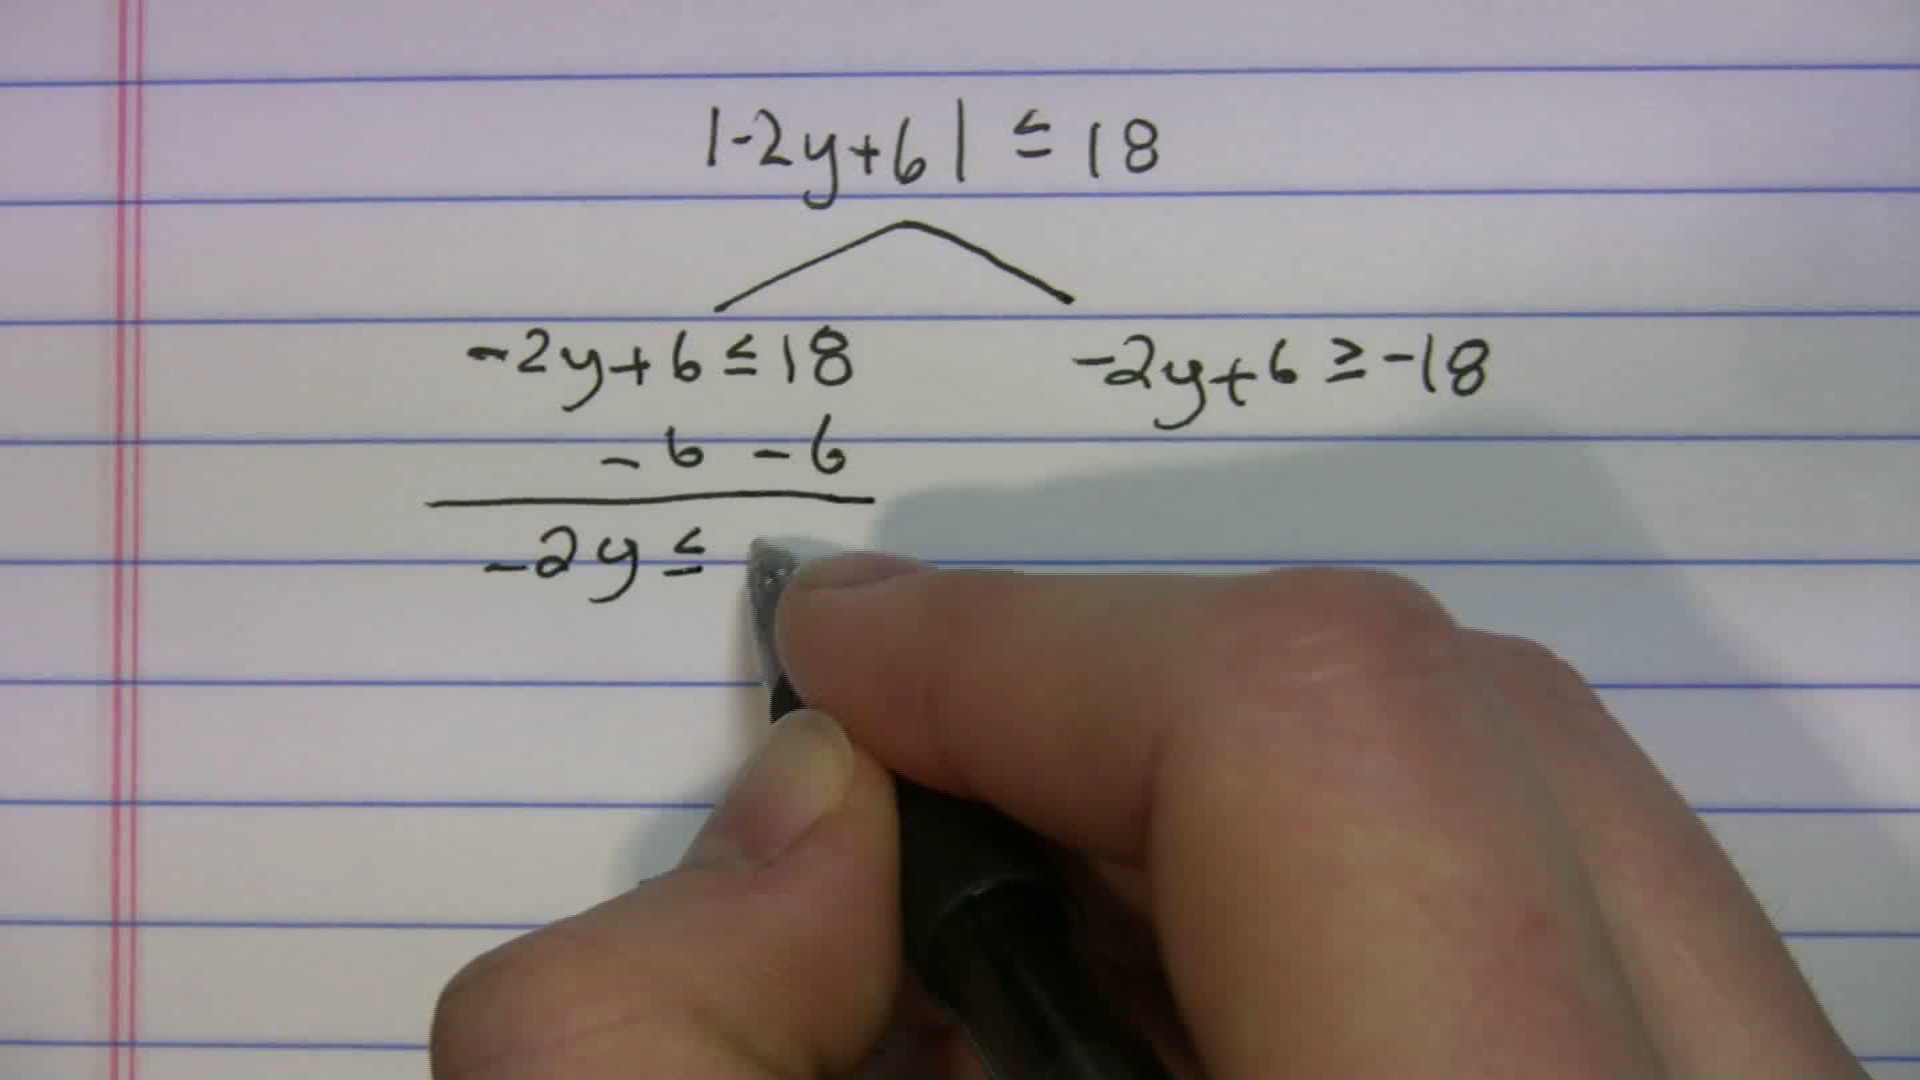 |-2y+6| ≤ 18
-2y+6 ≤ 18 -2y+6 ≥ -18
-6 -6
-2y ≤